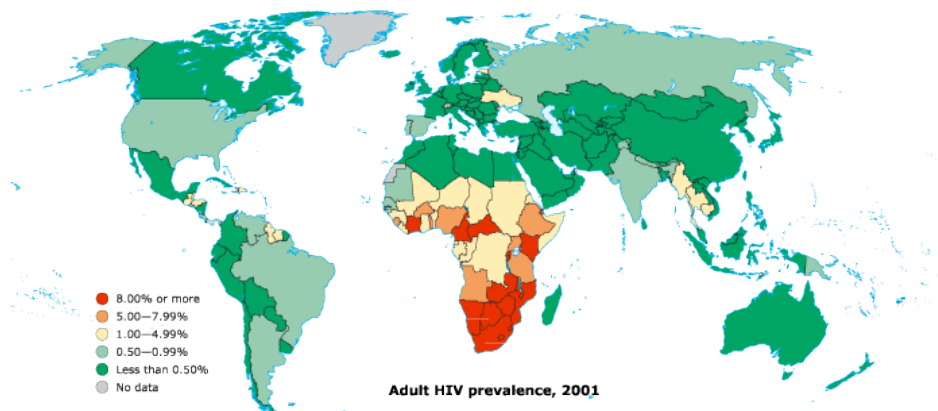 8.00% or more
5.00—7.99%
1.00—4.99%
0.50—0.99%
Less than 0.50%
No data
Adult HIV prevalence, 2001